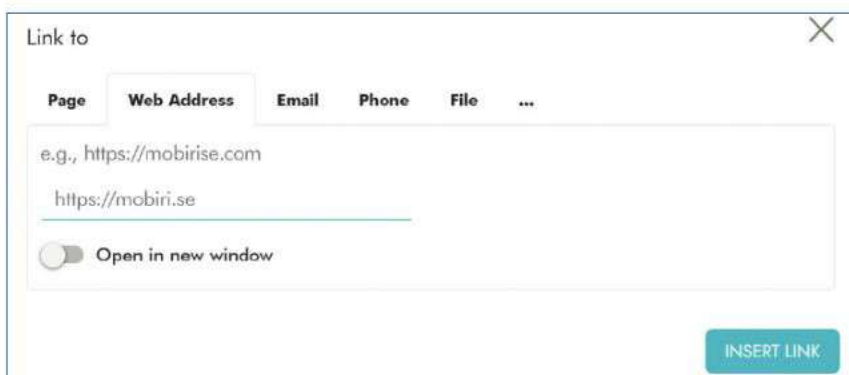 Link to
Page Web Address Email Phone File ...
e.g., https://mobirise.com
https://mobiri.se
Open in new window
INSERT LINK